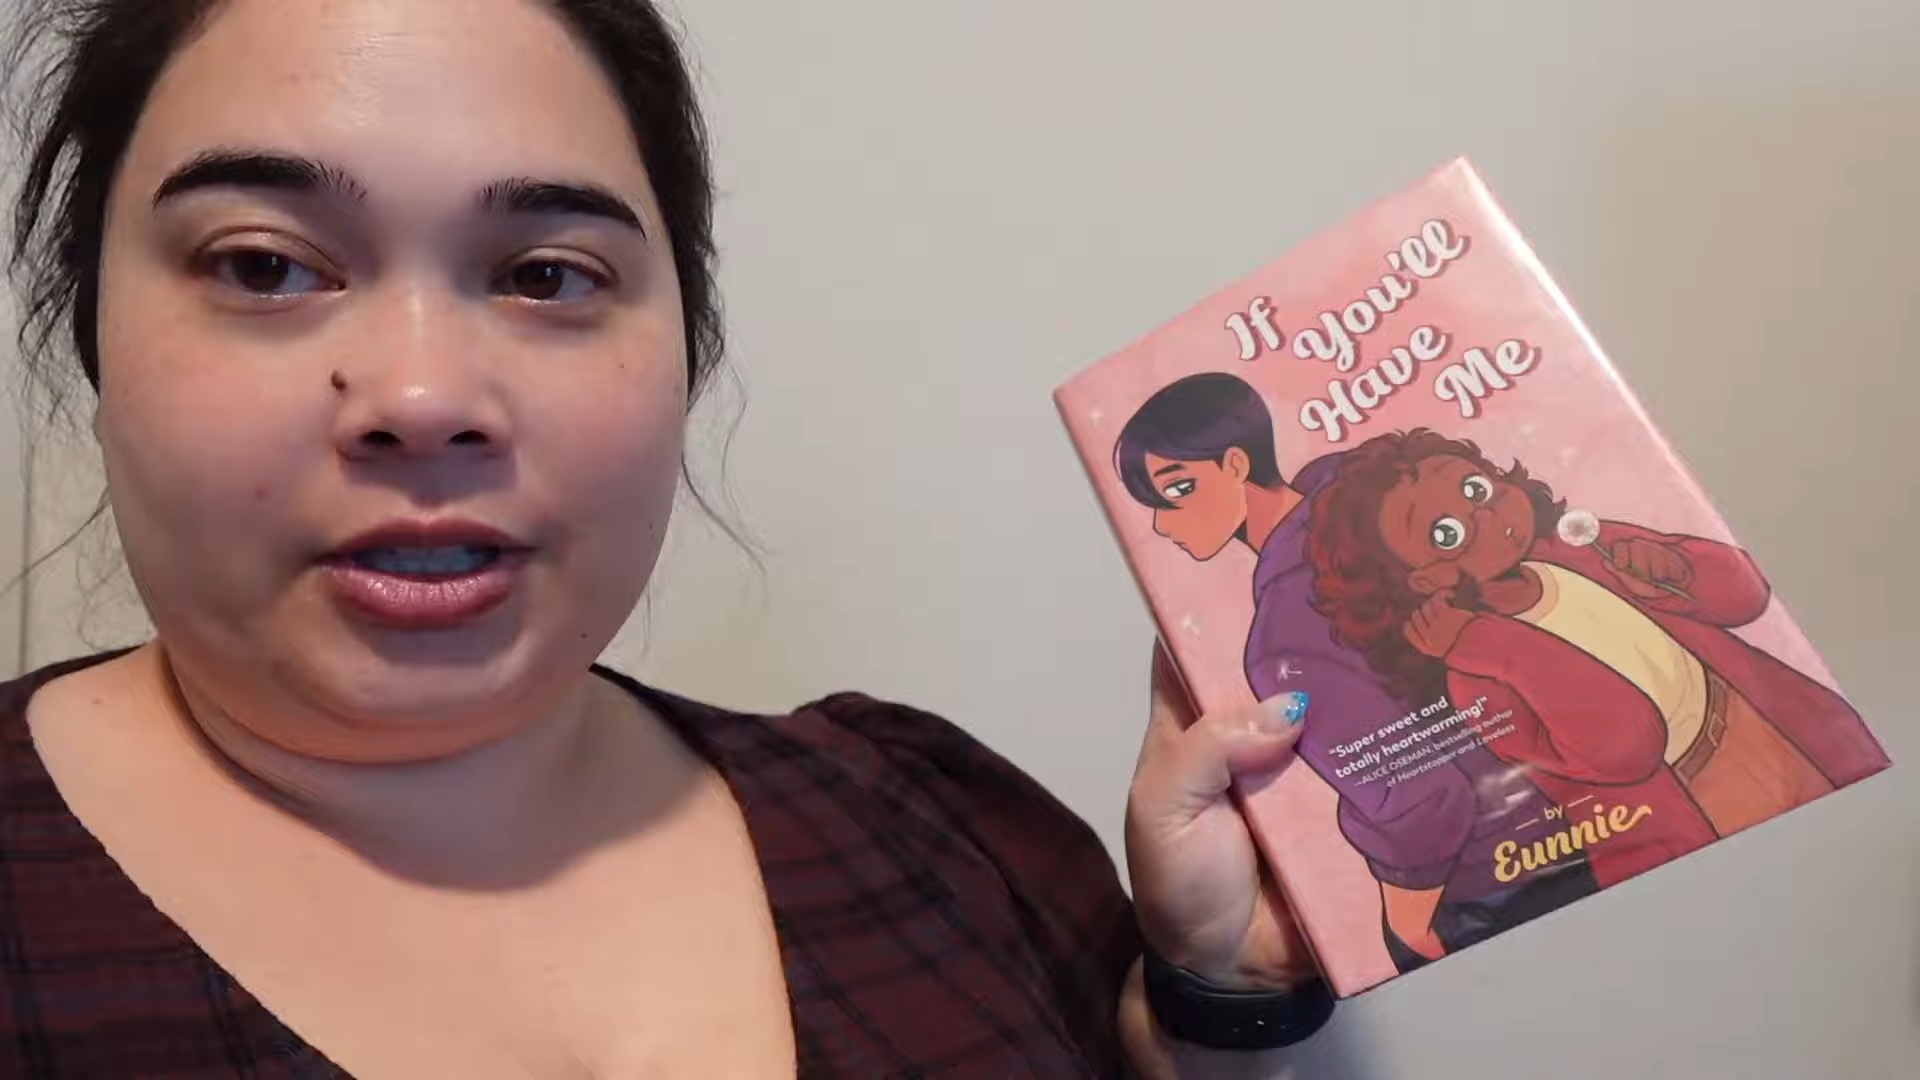 If
You'll
Have
Me
"Super sweet and
totally heartwarming!"
—ALICE OSEMAN, bestselling author
of Heartstopper and Loveless
by
Eunnie